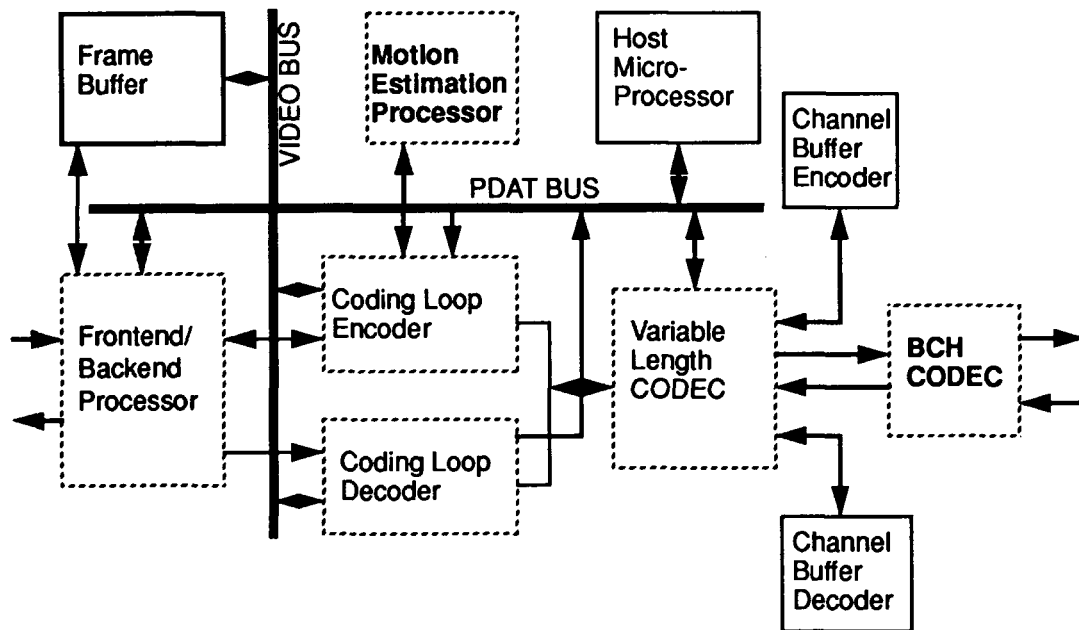 Frame
Buffer
VIDEO BUS
Motion
Estimation
Processor
Host
Micro-
Processor
Channel
Buffer
Encoder
PDAT BUS
Frontend/
Backend
Processor
Coding Loop
Encoder
Variable
Length
CODEC
BCH
CODEC
Coding Loop
Decoder
Channel
Buffer
Decoder